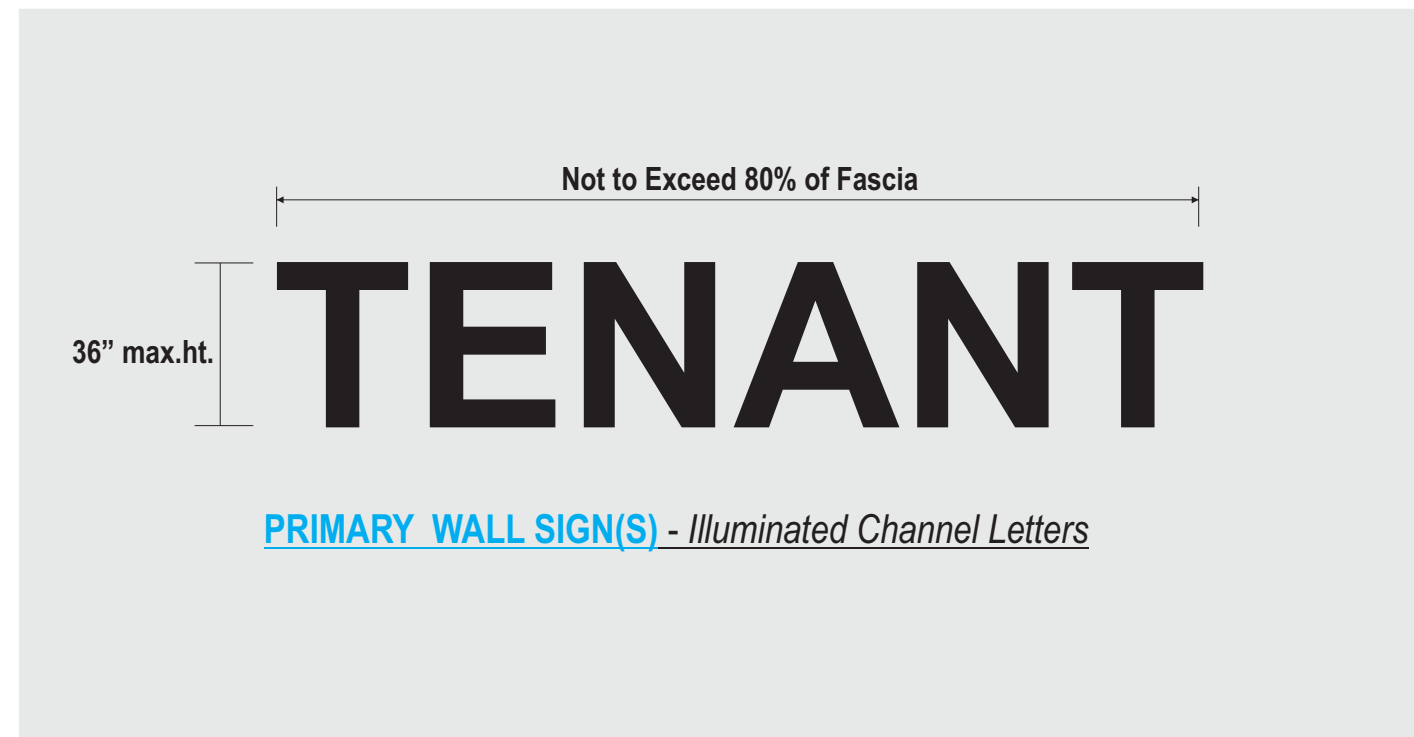 Not to Exceed 80% of Fascia
TENANT
36” max.ht.
PRIMARY WALL SIGN(S) - Illuminated Channel Letters